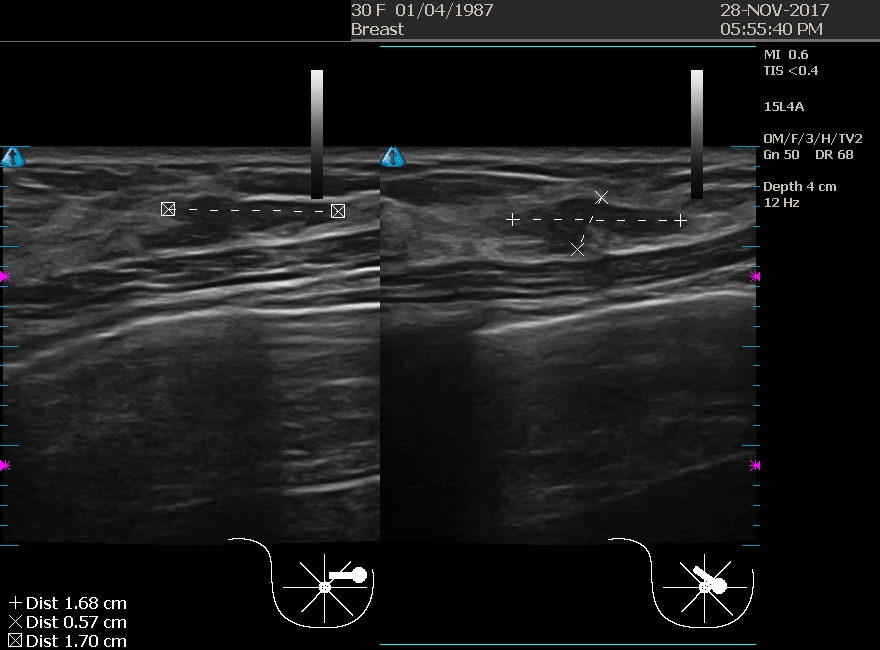 30 F 01/04/1987
28-NOV-2017
Breast
05:55:40 PM
MI 0.6
TIS <0.4
15L4A
OM/F/3/H/TV2
Gn 50 DR 68
Depth 4 cm
12 Hz
Dist 1.68 cm
Dist 0.57 cm
Dist 1.70 cm